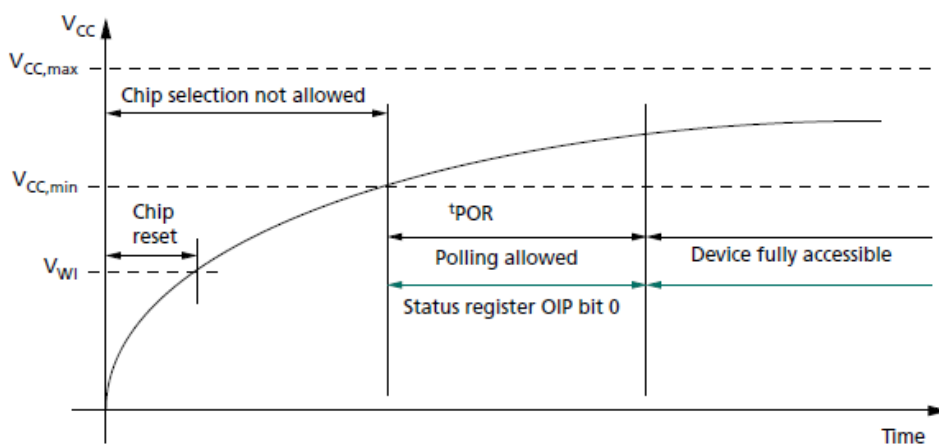 VCC
VCC,max
Chip selection not allowed
VCC,min
Chip
reset
tPOR
VWI
Polling allowed
Device fully accessible
Status register OIP bit 0
Time